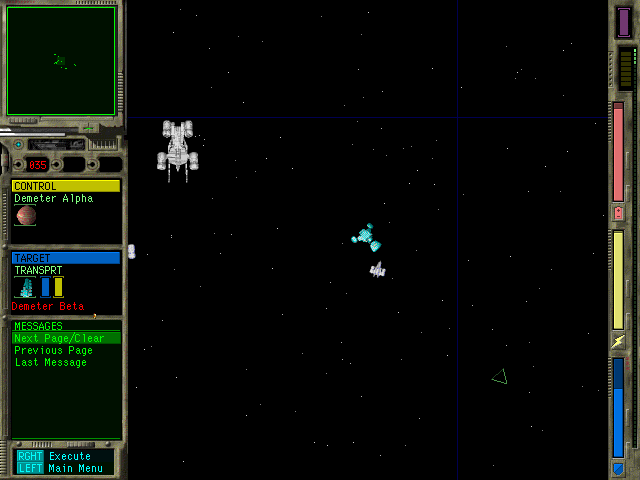 035
CONTROL
Demeter Alpha
TARGET
TRANSPRT
Demeter Beta
MESSAGES
Next Page/Clear
Previous Page
Last Message
RGHT Execute
LEFT Main Menu